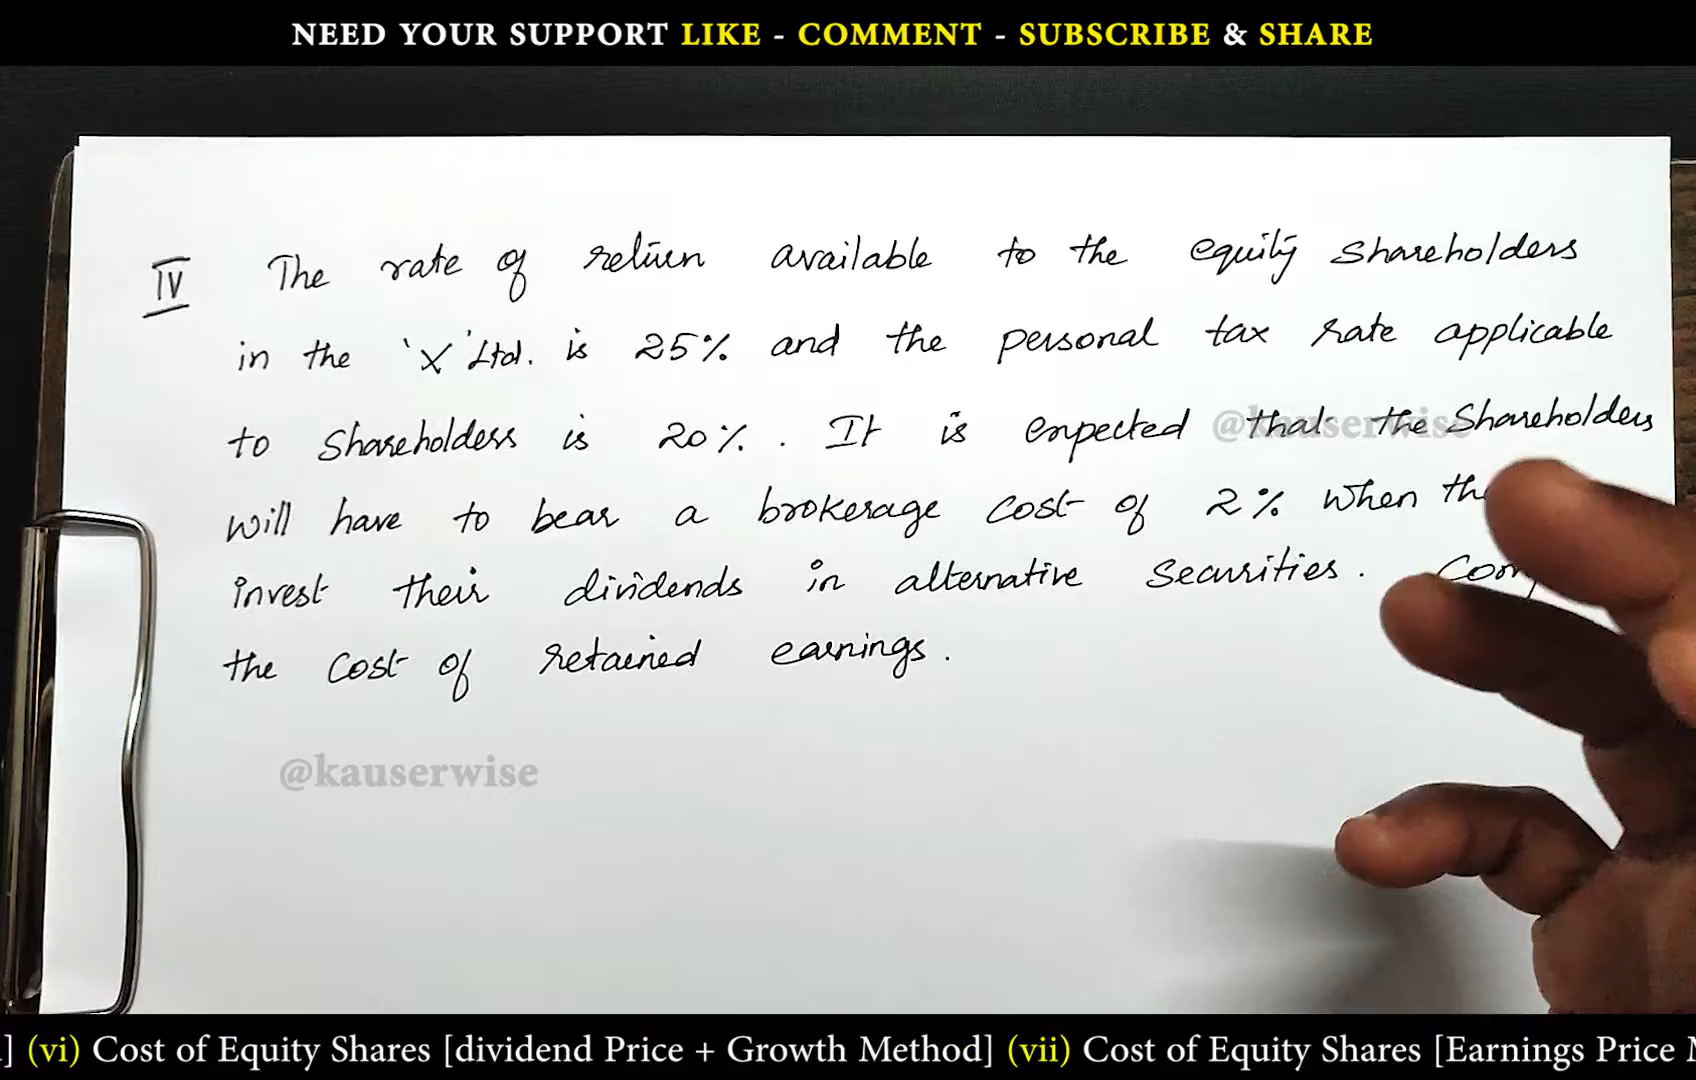 NEED YOUR SUPPORT LIKE - COMMENT - SUBSCRIBE & SHARE
IV The rate of return available to the equity shareholders
in the 'X' Ltd. is 25% and the personal tax rate applicable
to Shareholders is 20%. It is expected that the Shareholders
will have to bear a brokerage cost of 2% when
invest their dividends in alternative Securities.
the cost of retained earnings.
@kauserwise
@kauserwise
] (vi) Cost of Equity Shares [dividend Price + Growth Method] (vii) Cost of Equity Shares [Earnings Price